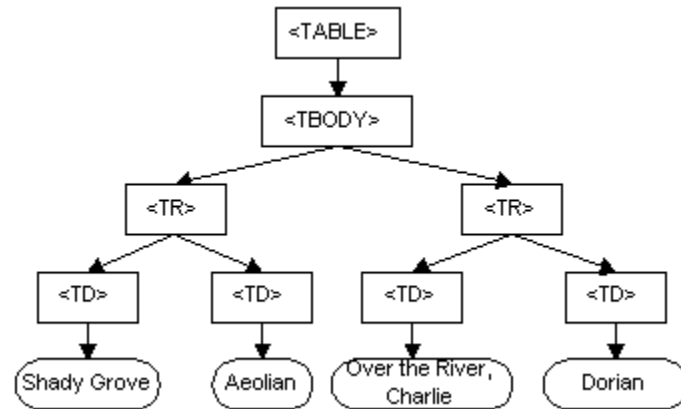 <TABLE>
<TBODY>
<TR>
<TR>
<TD>
<TD>
<TD>
<TD>
Shady Grove
Aeolian
Over the River,
Charlie
Dorian